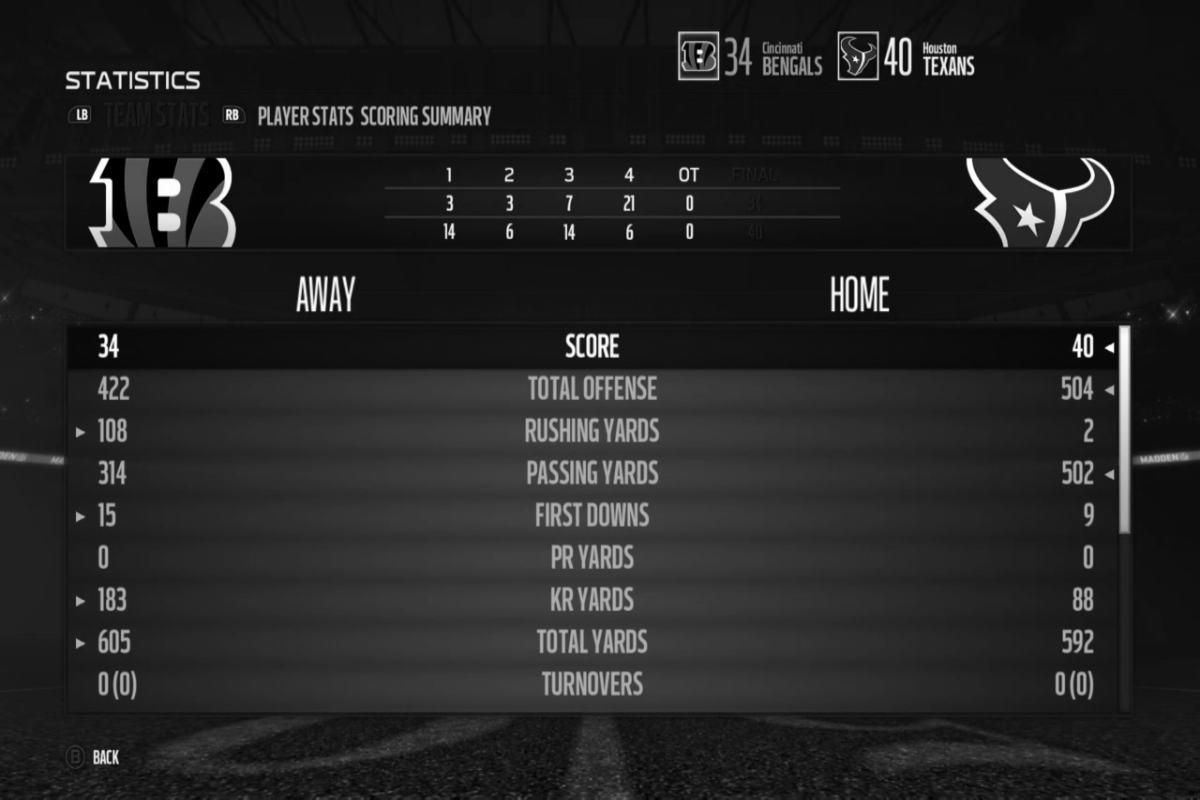 34 Cincinnati BENGALS 40 Houston TEXANS
STATISTICS
LB TEAM STATS RB PLAYER STATS SCORING SUMMARY
1 2 3 4 OT FINAL
3 3 7 21 0 34
14 6 14 6 0 40
AWAY HOME
34 SCORE 40
422 TOTAL OFFENSE 504
108 RUSHING YARDS 2
314 PASSING YARDS 502
15 FIRST DOWNS 9
0 PR YARDS 0
183 KR YARDS 88
605 TOTAL YARDS 592
0 (0) TURNOVERS 0 (0)
MADDEN
B BACK